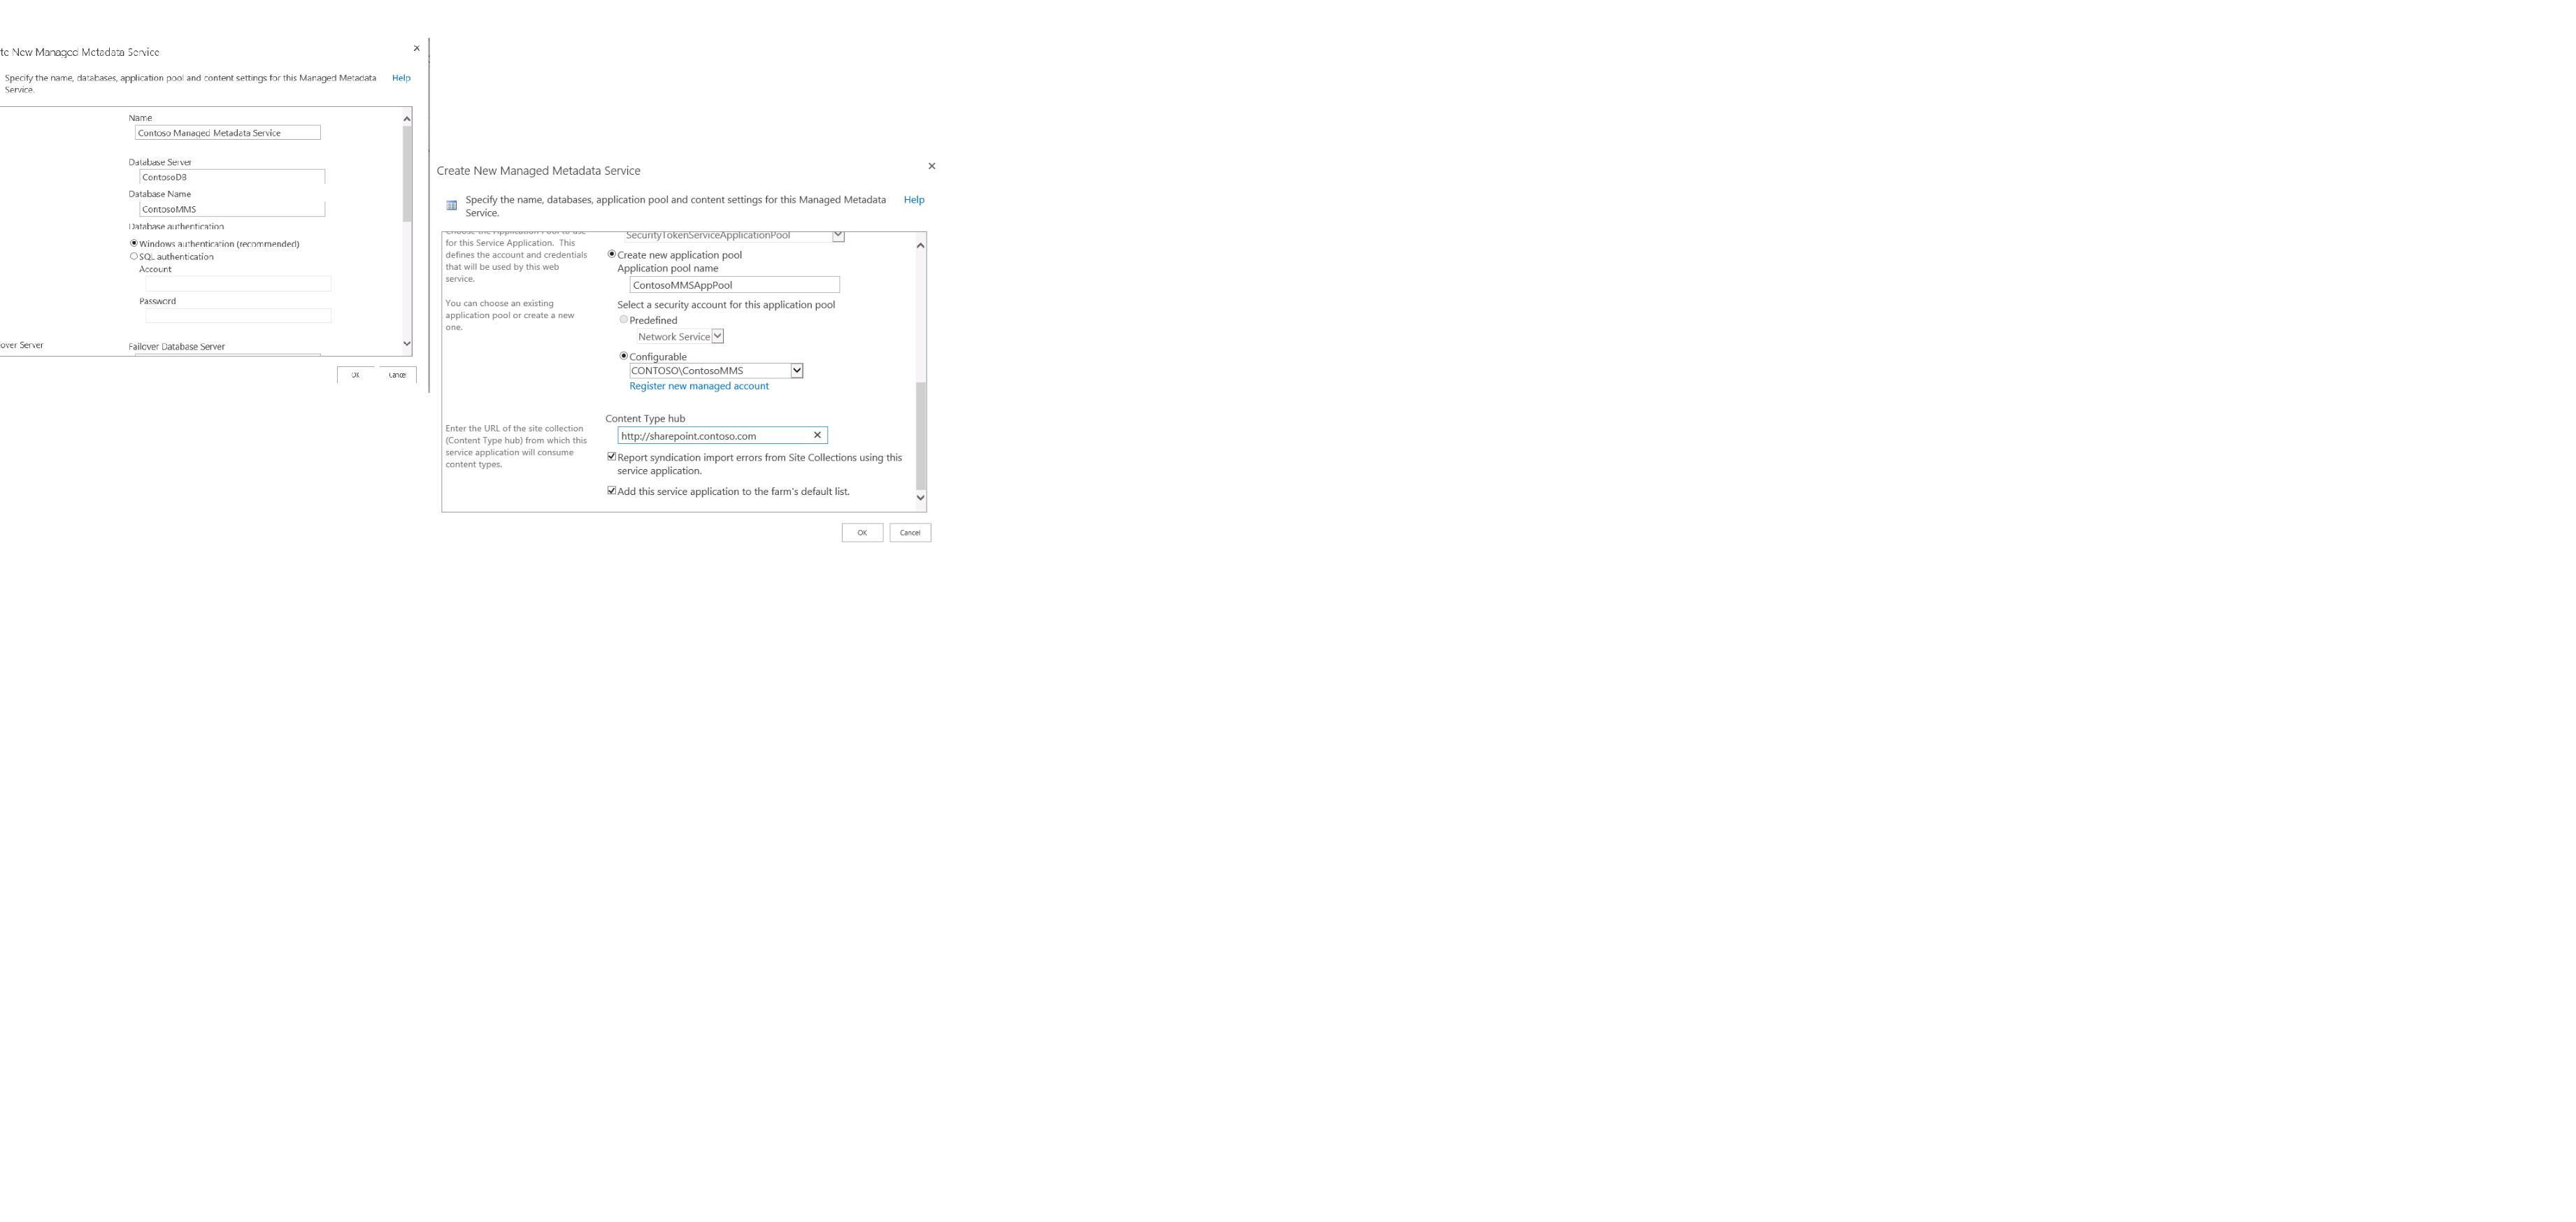 te New Managed Metadata Service
Specify the name, databases, application pool and content settings for this Managed Metadata
Service.
Help
Name
Contoso Managed Metadata Service
Database Server
ContosoDB
Database Name
ContosoMMS
Database authentication
Windows authentication (recommended)
SQL authentication
Account
Password
over Server
Failover Database Server
OK
Cancel
Create New Managed Metadata Service
Specify the name, databases, application pool and content settings for this Managed Metadata
Service.
Help
Choose the Application Pool to use
for this Service Application. This
defines the account and credentials
that will be used by this web
service.
You can choose an existing
application pool or create a new
one.
SecurityTokenServiceApplicationPool
Create new application pool
Application pool name
ContosoMMSAppPool
Select a security account for this application pool
Predefined
Network Service
Configurable
CONTOSO\ContosoMMS
Register new managed account
Enter the URL of the site collection
(Content Type hub) from which this
service application will consume
content types.
Content Type hub
http://sharepoint.contoso.com
Report syndication import errors from Site Collections using this
service application.
Add this service application to the farm's default list.
OK
Cancel